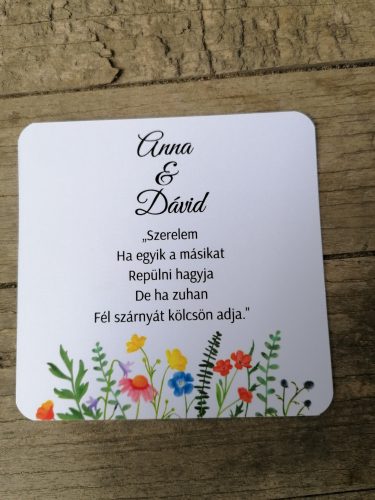 Anna
&
Dávid
„Szerelem
Ha egyik a másikat
Repülni hagyja
De ha zuhan
Fél szárnyát kölcsön adja."